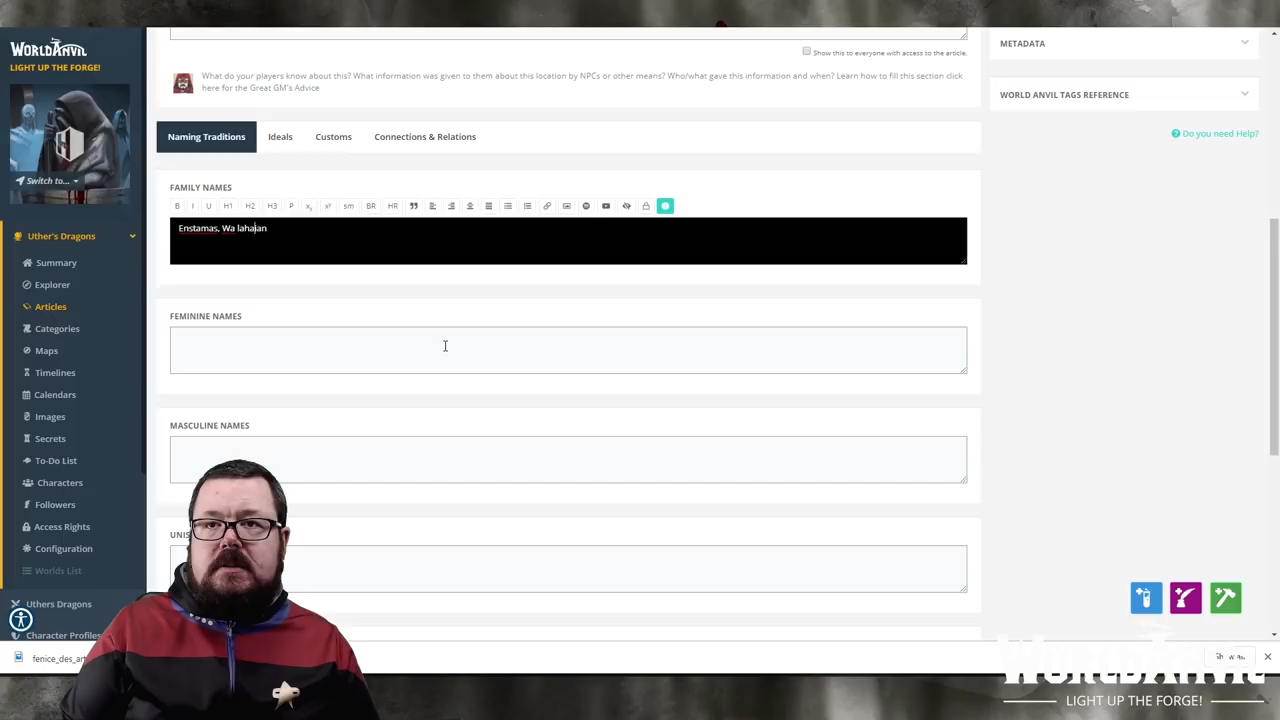 WORLDANVIL
LIGHT UP THE FORGE!
Switch to...
Uther's Dragons
Summary
Explorer
Articles
Categories
Maps
Timelines
Calendars
Images
Secrets
To-Do List
Characters
Followers
Access Rights
Configuration
Worlds List
Uthers Dragons
Character Profiles
Show this to everyone with access to the article.
What do your players know about this? What information was given to them about this location by NPCs or other means? Who/what gave this information and when? Learn how to fill this section click
here for the Great GM's Advice
Naming Traditions Ideals Customs Connections & Relations
FAMILY NAMES
B I U H1 H2 H3 P x₂ x² sm BR HR
Enstamas, Wa lahaian
FEMININE NAMES
MASCULINE NAMES
UNIS
METADATA
WORLD ANVIL TAGS REFERENCE
Do you need Help?
fenice_des_ar
WORLDANVIL
LIGHT UP THE FORGE!